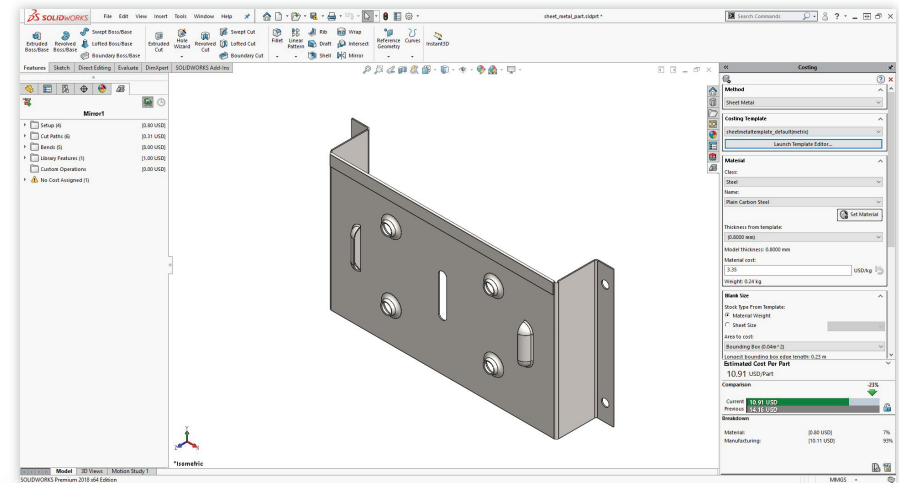 SOLIDWORKS File Edit View Insert Tools Window Help
sheet_metal_part.sldprt *
Search Commands
Extruded Boss/Base
Revolved Boss/Base
Swept Boss/Base
Lofted Boss/Base
Boundary Boss/Base
Extruded Cut
Hole Wizard
Revolved Cut
Swept Cut
Lofted Cut
Boundary Cut
Fillet
Linear Pattern
Rib
Draft
Shell
Wrap
Intersect
Mirror
Reference Geometry
Curves
Instant3D
Features Sketch Direct Editing Evaluate DimXpert SOLIDWORKS Add-Ins
Mirror1
Setup (4) [0.80 USD]
Cut Paths (6) [0.31 USD]
Bends (5) [8.00 USD]
Library Features (1) [1.00 USD]
Custom Operations [0.00 USD]
No Cost Assigned (1)
*Isometric
Costing
Method
Sheet Metal
Costing Template
sheetmetaltemplate_default(metric)
Launch Template Editor...
Material
Class:
Steel
Name:
Plain Carbon Steel
Set Material
Thickness from template:
(0.8000 mm)
Model thickness: 0.8000 mm
Material cost:
3.35 USD/kg
Weight: 0.24 kg
Blank Size
Stock Type From Template:
Material Weight
Sheet Size
Area to cost:
Bounding Box (0.04m^2)
Longest bounding box edge length: 0.23 m
Estimated Cost Per Part
10.91 USD/Part
Comparison -23%
Current 10.91 USD
Previous 14.16 USD
Breakdown
Material: [0.80 USD] 7%
Manufacturing: [10.11 USD] 93%
Model 3D Views Motion Study 1
SOLIDWORKS Premium 2018 x64 Edition
MMGS